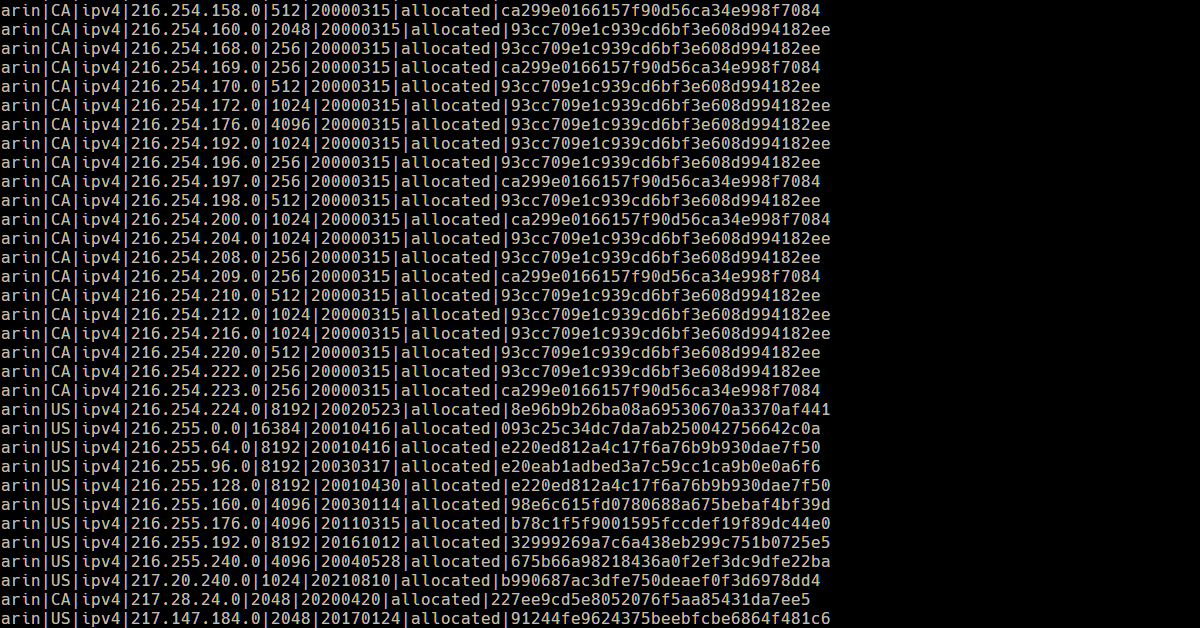 arin|CA|ipv4|216.254.158.0|512|20000315|allocated|ca299e0166157f90d56ca34e998f7084
arin|CA|ipv4|216.254.160.0|2048|20000315|allocated|93cc709e1c939cd6bf3e608d994182ee
arin|CA|ipv4|216.254.168.0|256|20000315|allocated|93cc709e1c939cd6bf3e608d994182ee
arin|CA|ipv4|216.254.169.0|256|20000315|allocated|ca299e0166157f90d56ca34e998f7084
arin|CA|ipv4|216.254.170.0|512|20000315|allocated|93cc709e1c939cd6bf3e608d994182ee
arin|CA|ipv4|216.254.172.0|1024|20000315|allocated|93cc709e1c939cd6bf3e608d994182ee
arin|CA|ipv4|216.254.176.0|4096|20000315|allocated|93cc709e1c939cd6bf3e608d994182ee
arin|CA|ipv4|216.254.192.0|1024|20000315|allocated|93cc709e1c939cd6bf3e608d994182ee
arin|CA|ipv4|216.254.196.0|256|20000315|allocated|93cc709e1c939cd6bf3e608d994182ee
arin|CA|ipv4|216.254.197.0|256|20000315|allocated|ca299e0166157f90d56ca34e998f7084
arin|CA|ipv4|216.254.198.0|512|20000315|allocated|93cc709e1c939cd6bf3e608d994182ee
arin|CA|ipv4|216.254.200.0|1024|20000315|allocated|ca299e0166157f90d56ca34e998f7084
arin|CA|ipv4|216.254.204.0|1024|20000315|allocated|93cc709e1c939cd6bf3e608d994182ee
arin|CA|ipv4|216.254.208.0|256|20000315|allocated|93cc709e1c939cd6bf3e608d994182ee
arin|CA|ipv4|216.254.209.0|256|20000315|allocated|ca299e0166157f90d56ca34e998f7084
arin|CA|ipv4|216.254.210.0|512|20000315|allocated|93cc709e1c939cd6bf3e608d994182ee
arin|CA|ipv4|216.254.212.0|1024|20000315|allocated|93cc709e1c939cd6bf3e608d994182ee
arin|CA|ipv4|216.254.216.0|1024|20000315|allocated|93cc709e1c939cd6bf3e608d994182ee
arin|CA|ipv4|216.254.220.0|512|20000315|allocated|93cc709e1c939cd6bf3e608d994182ee
arin|CA|ipv4|216.254.222.0|256|20000315|allocated|93cc709e1c939cd6bf3e608d994182ee
arin|CA|ipv4|216.254.223.0|256|20000315|allocated|ca299e0166157f90d56ca34e998f7084
arin|US|ipv4|216.254.224.0|8192|20020523|allocated|8e96b9b26ba08a69530670a3370af441
arin|US|ipv4|216.255.0.0|16384|20010416|allocated|093c25c34dc7da7ab250042756642c0a
arin|US|ipv4|216.255.64.0|8192|20010416|allocated|e220ed812a4c17f6a76b9b930dae7f50
arin|US|ipv4|216.255.96.0|8192|20030317|allocated|e20eab1adbed3a7c59cc1ca9b0e0a6f6
arin|US|ipv4|216.255.128.0|8192|20010430|allocated|e220ed812a4c17f6a76b9b930dae7f50
arin|US|ipv4|216.255.160.0|4096|20030114|allocated|98e6c615fd0780688a675bebaf4bf39d
arin|US|ipv4|216.255.176.0|4096|20110315|allocated|b78c1f5f9001595fccdef19f89dc44e0
arin|US|ipv4|216.255.192.0|8192|20161012|allocated|32999269a7c6a438eb299c751b0725e5
arin|US|ipv4|216.255.240.0|4096|20040528|allocated|675b66a98218436a0f2ef3dc9dfe22ba
arin|US|ipv4|217.20.240.0|1024|20210810|allocated|b990687ac3dfe750deaef0f3d6978dd4
arin|CA|ipv4|217.28.24.0|2048|20200420|allocated|227ee9cd5e8052076f5aa85431da7ee5
arin|US|ipv4|217.147.184.0|2048|20170124|allocated|91244fe9624375beebfcbe6864f481c6